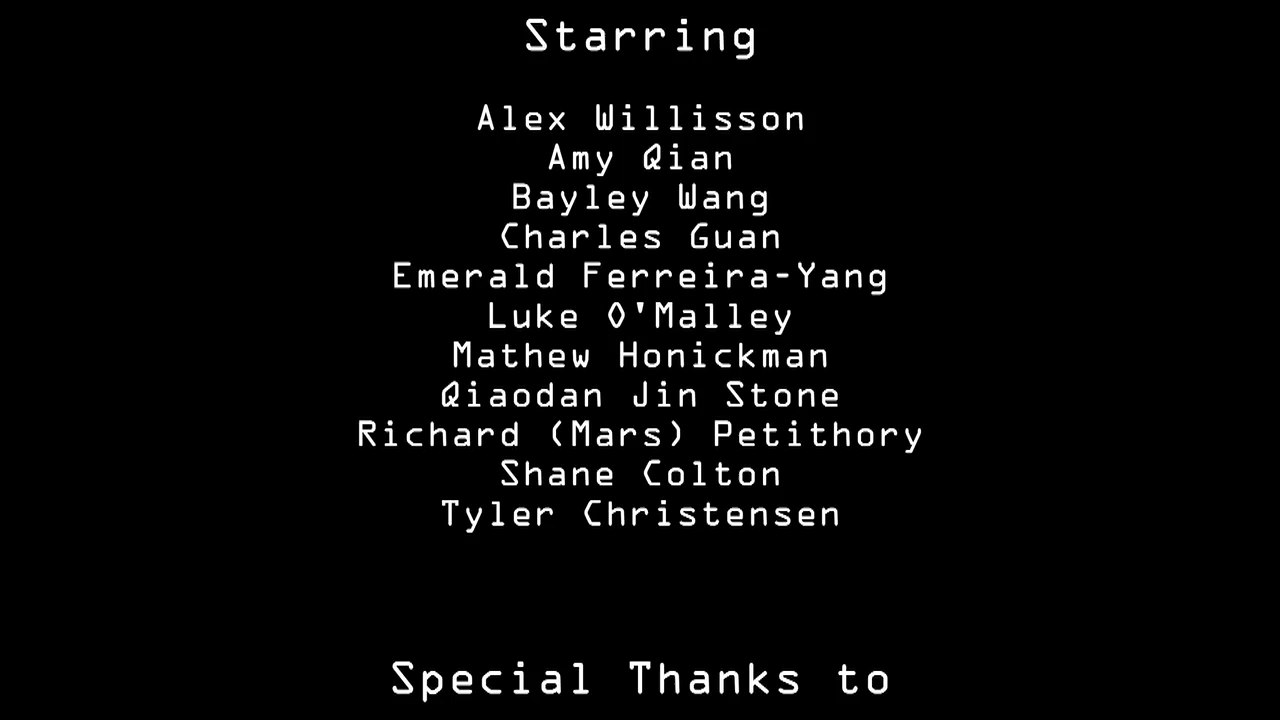 Starring
Alex Willisson
Amy Qian
Bayley Wang
Charles Guan
Emerald Ferreira-Yang
Luke O'Malley
Mathew Honickman
Qiaodan Jin Stone
Richard (Mars) Petithory
Shane Colton
Tyler Christensen
Special Thanks to